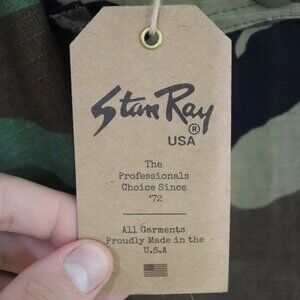 Stan Ray
®
USA
The
Professionals
Choice Since
'72
All Garments
Proudly Made in the
U.S.A